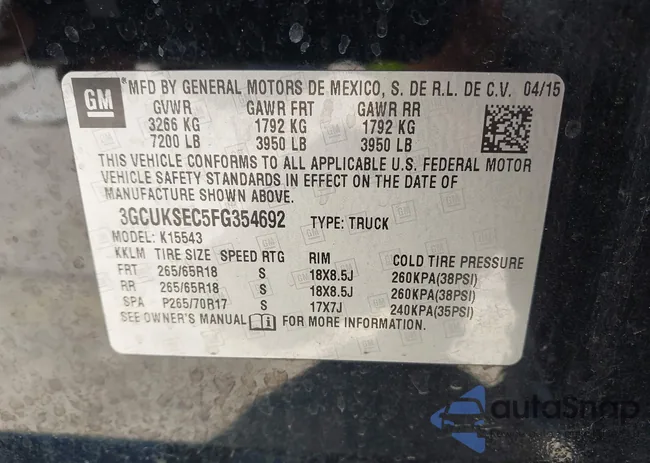 GM
*MFD BY GENERAL MOTORS DE MEXICO, S. DE R.L. DE C.V. 04/15
GVWR GAWR FRT GAWR RR
3266 KG 1792 KG 1792 KG
7200 LB 3950 LB 3950 LB
THIS VEHICLE CONFORMS TO ALL APPLICABLE U.S. FEDERAL MOTOR
VEHICLE SAFETY STANDARDS IN EFFECT ON THE DATE OF
MANUFACTURE SHOWN ABOVE.
3GCUKSEC5FG354692 TYPE: TRUCK
MODEL: K15543
KKLM TIRE SIZE SPEED RTG RIM COLD TIRE PRESSURE
FRT 265/65R18 S 18X8.5J 260KPA(38PSI)
RR 265/65R18 S 18X8.5J 260KPA(38PSI)
SPA P265/70R17 S 17X7J 240KPA(35PSI)
SEE OWNER'S MANUAL FOR MORE INFORMATION.
autoSnap